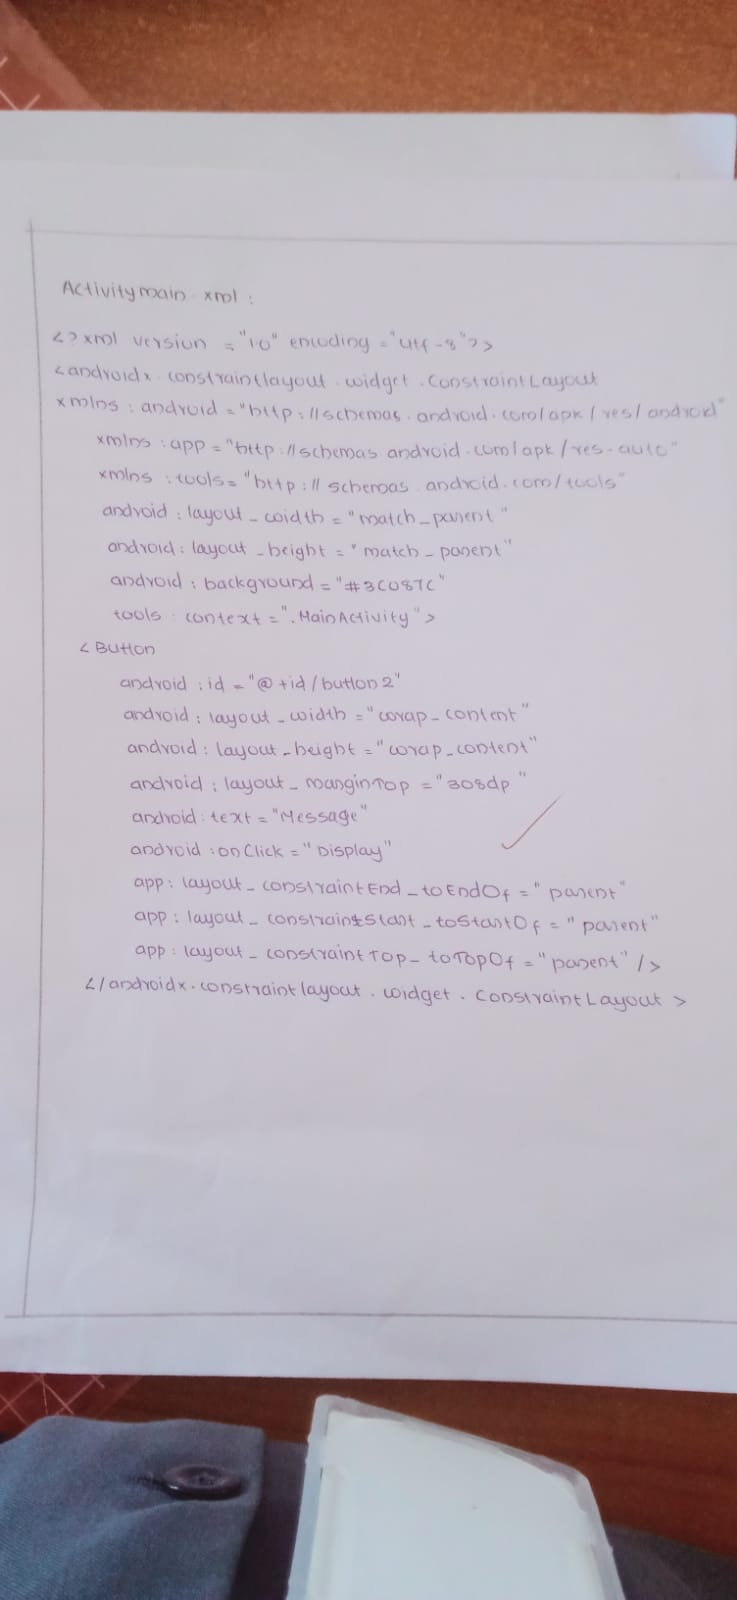 Activitymain xml :
<?xml version = "1.0" encoding = "utf-8"?>
<androidx. constraintlayout. widget. ConstraintLayout
xmlns : android = "http://schemas. android. com/apk/res/android"
xmlns : app = "http://schemas android. com/apk/res-auto"
xmlns : tools = "http://schemas android. com/tools"
android : layout_width = "match_parent"
android : layout_height = "match_parent"
android : background = "#3C087C"
tools : context = ".MainActivity">
<Button
android : id = "@+id/button2"
android : layout_width = "wrap_content"
android : layout_height = "wrap_content"
android : layout_marginTop = "308dp"
android : text = "Message"
android : onClick = "Display"
app : layout_constraintEnd_toEndOf = "parent"
app : layout_constraintStart_toStartOf = "parent"
app : layout_constraintTop_toTopOf = "parent" />
</androidx. constraintlayout. widget. ConstraintLayout>